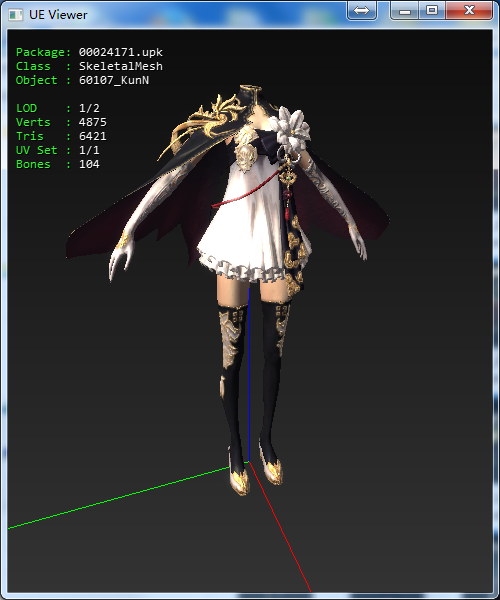 UE Viewer
Package: 00024171.upk
Class : SkeletalMesh
Object : 60107_KunN
LOD : 1/2
Verts : 4875
Tris : 6421
UV Set : 1/1
Bones : 104